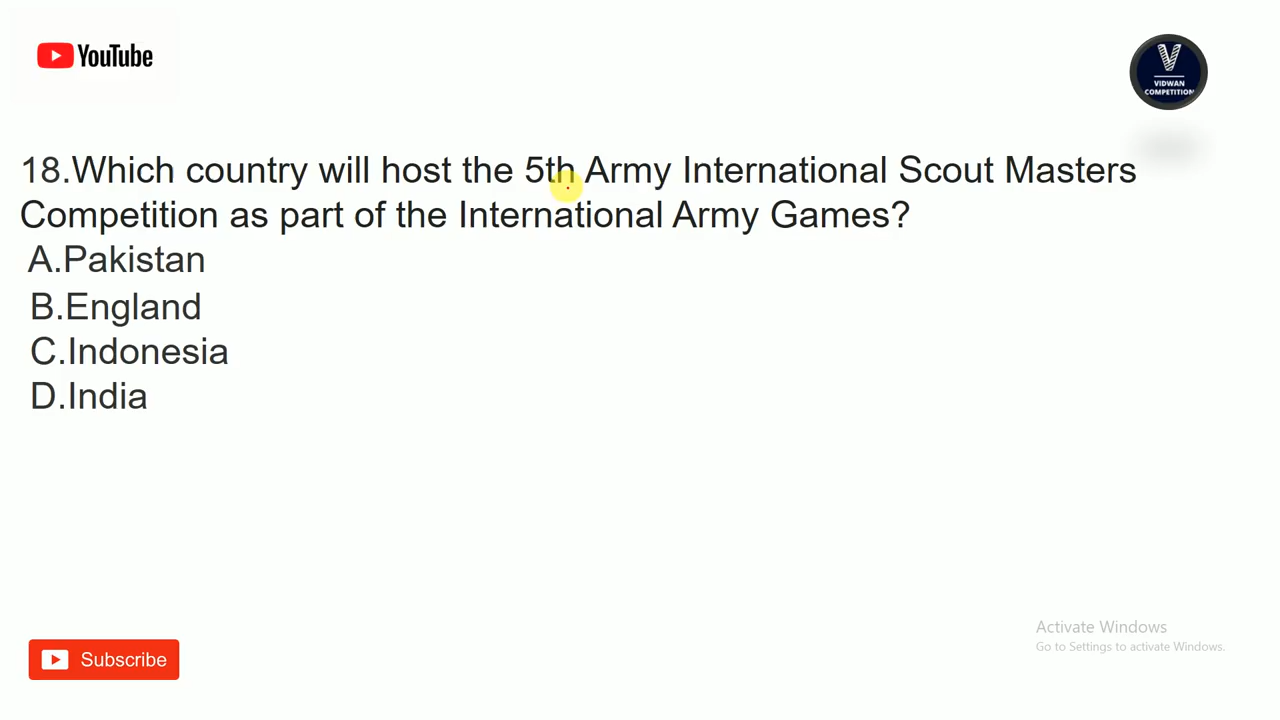 YouTube
V
VIDWAN
COMPETITION
18.Which country will host the 5th Army International Scout Masters
Competition as part of the International Army Games?
A.Pakistan
B.England
C.Indonesia
D.India
Activate Windows
Go to Settings to activate Windows.
Subscribe